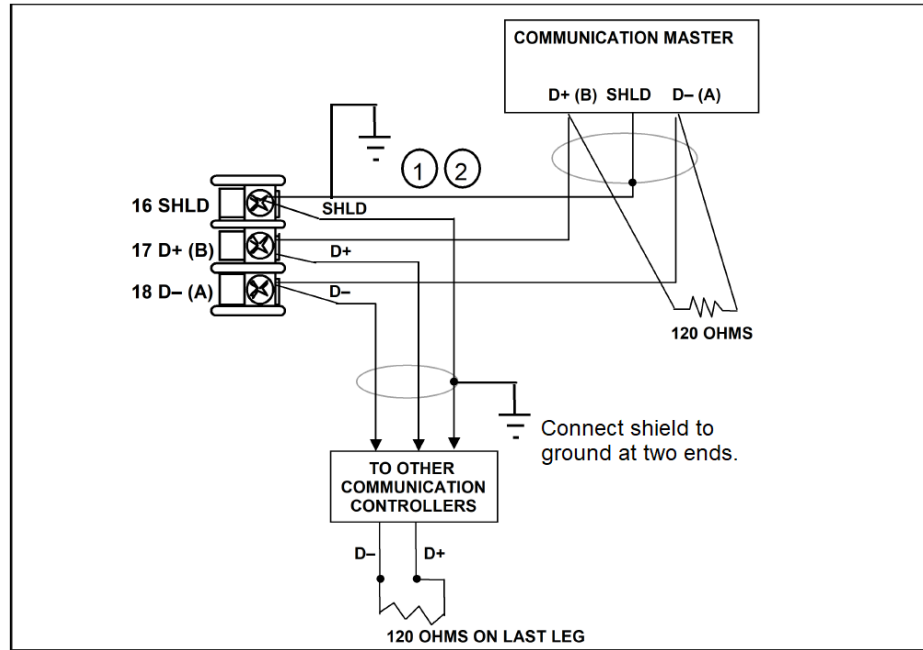 COMMUNICATION MASTER
D+ (B) SHLD D– (A)
1 2
16 SHLD
SHLD
17 D+ (B)
D+
18 D– (A)
D–
120 OHMS
Connect shield to
ground at two ends.
TO OTHER
COMMUNICATION
CONTROLLERS
D– D+
120 OHMS ON LAST LEG